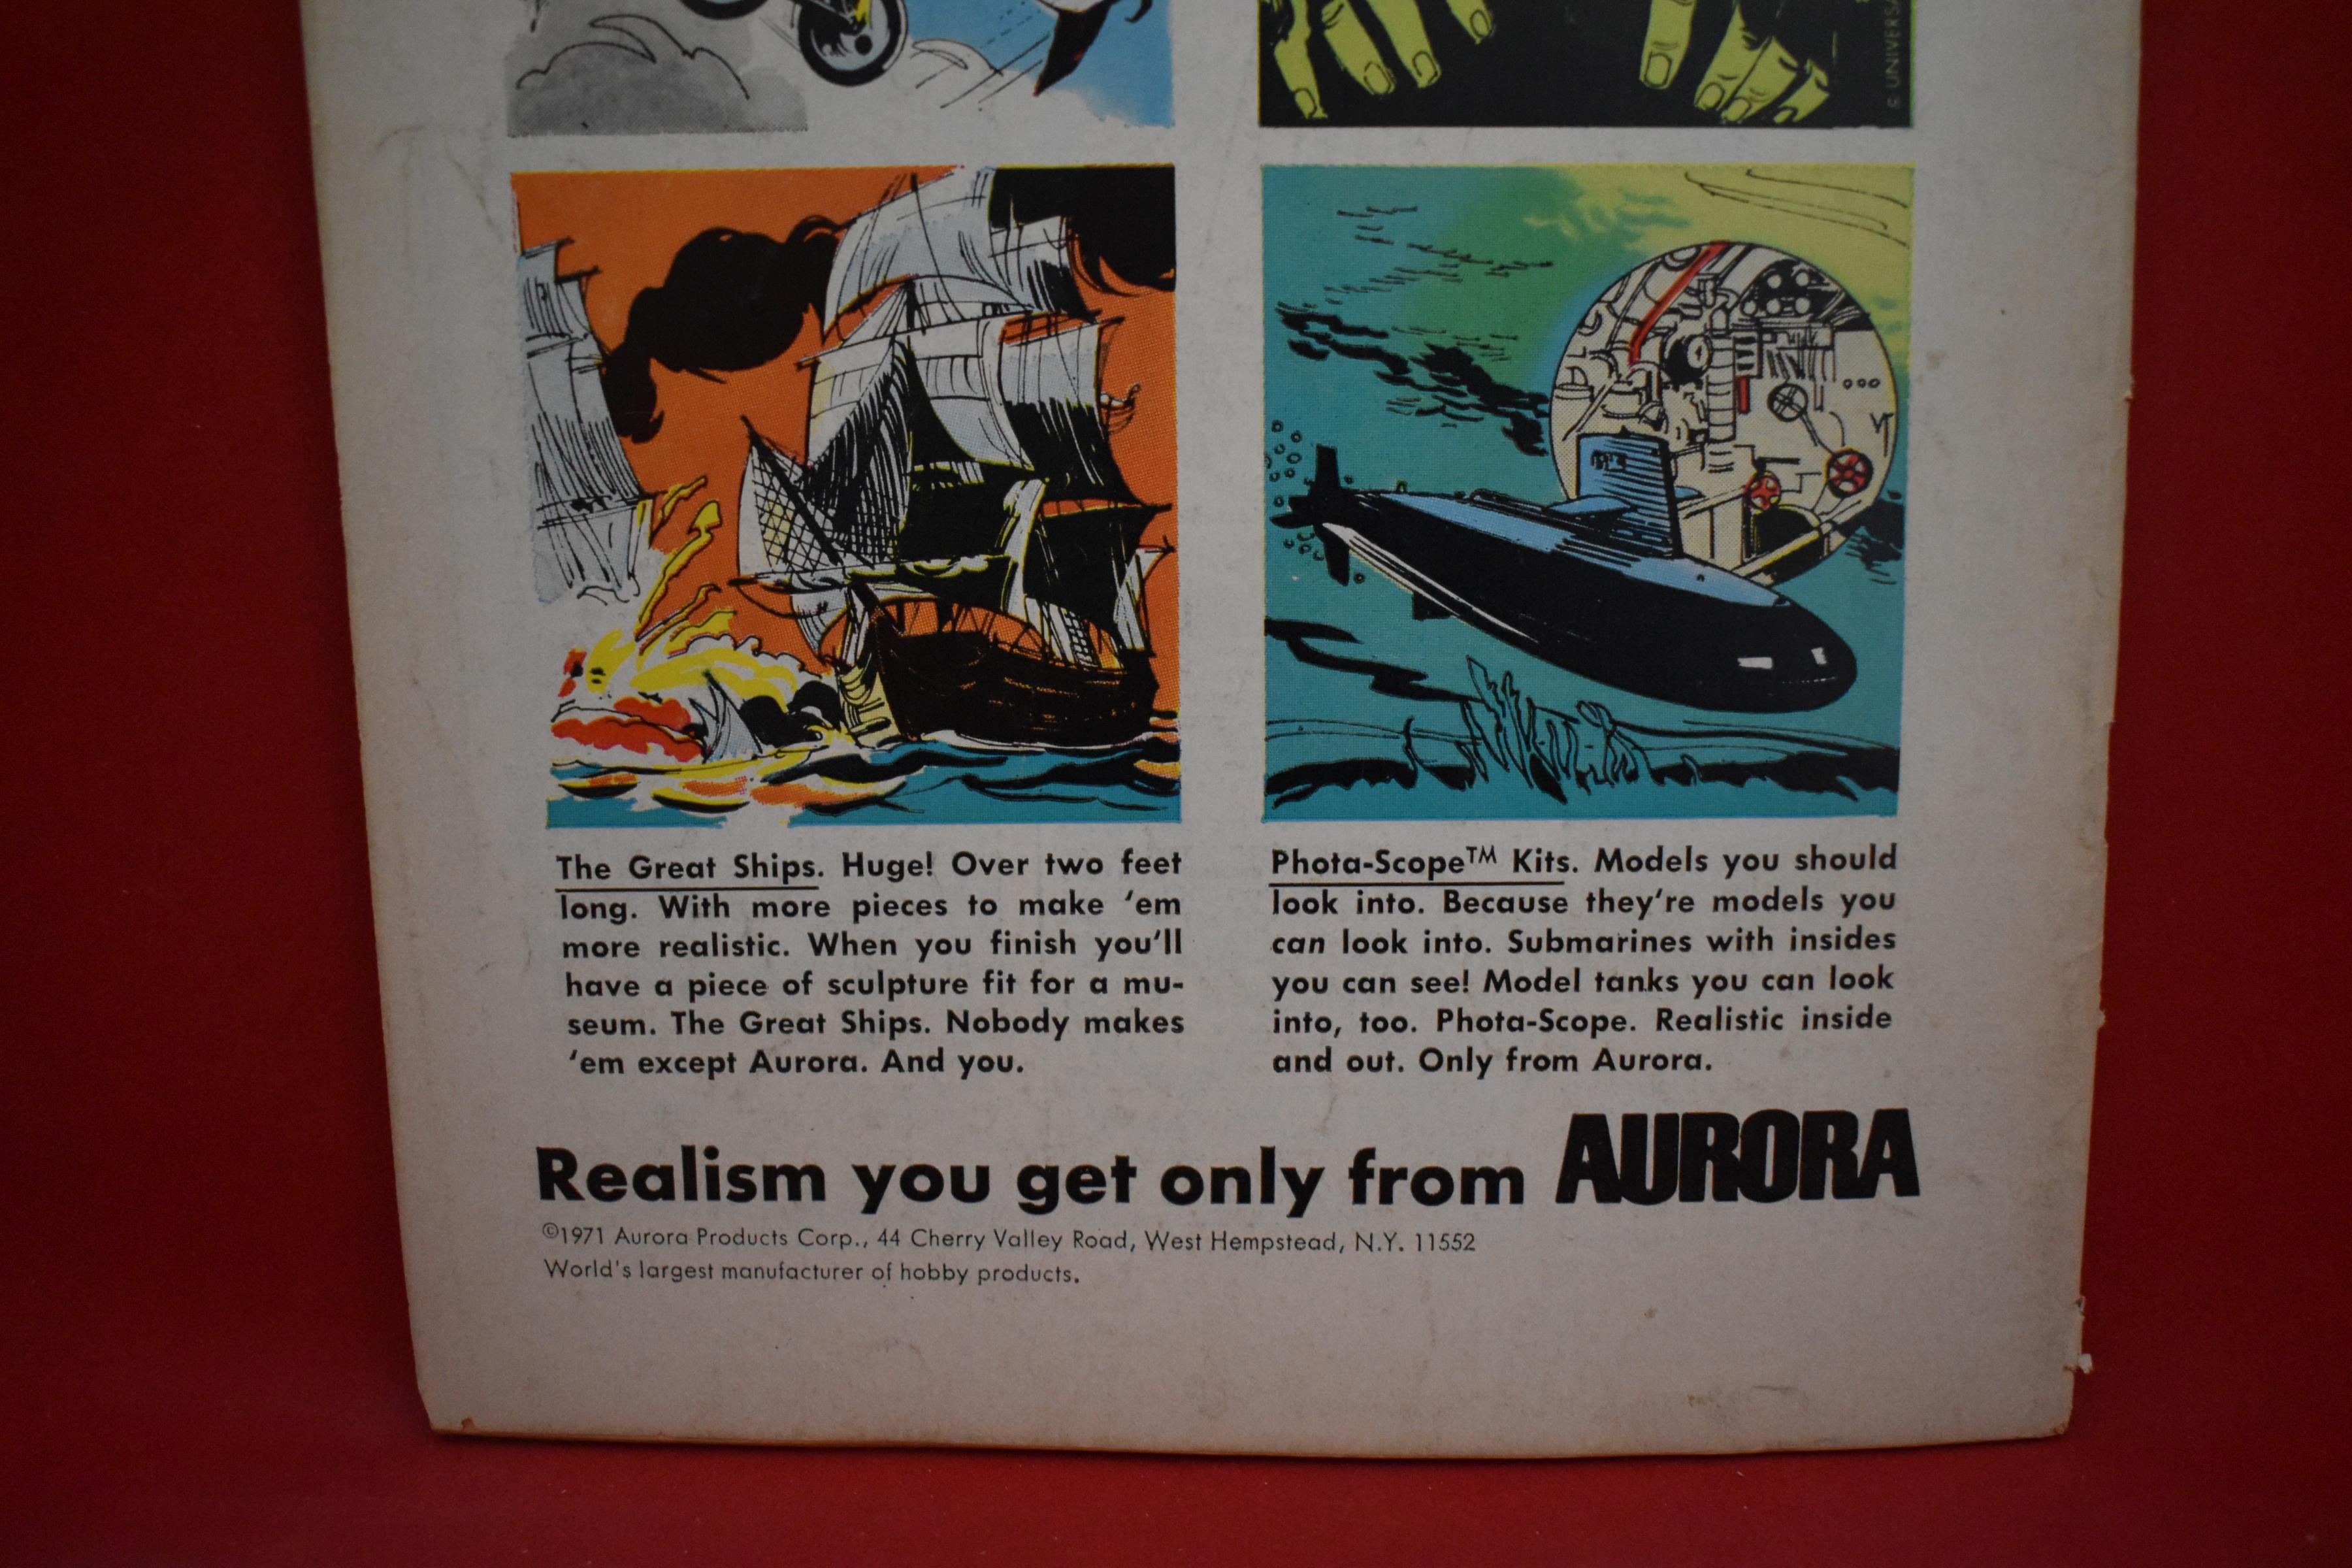 © UNIVERSA
The Great Ships. Huge! Over two feet
long. With more pieces to make 'em
more realistic. When you finish you'll
have a piece of sculpture fit for a mu-
seum. The Great Ships. Nobody makes
'em except Aurora. And you.
Phota-Scope™ Kits. Models you should
look into. Because they're models you
can look into. Submarines with insides
you can see! Model tanks you can look
into, too. Phota-Scope. Realistic inside
and out. Only from Aurora.
Realism you get only from AURORA
©1971 Aurora Products Corp., 44 Cherry Valley Road, West Hempstead, N.Y. 11552
World's largest manufacturer of hobby products.